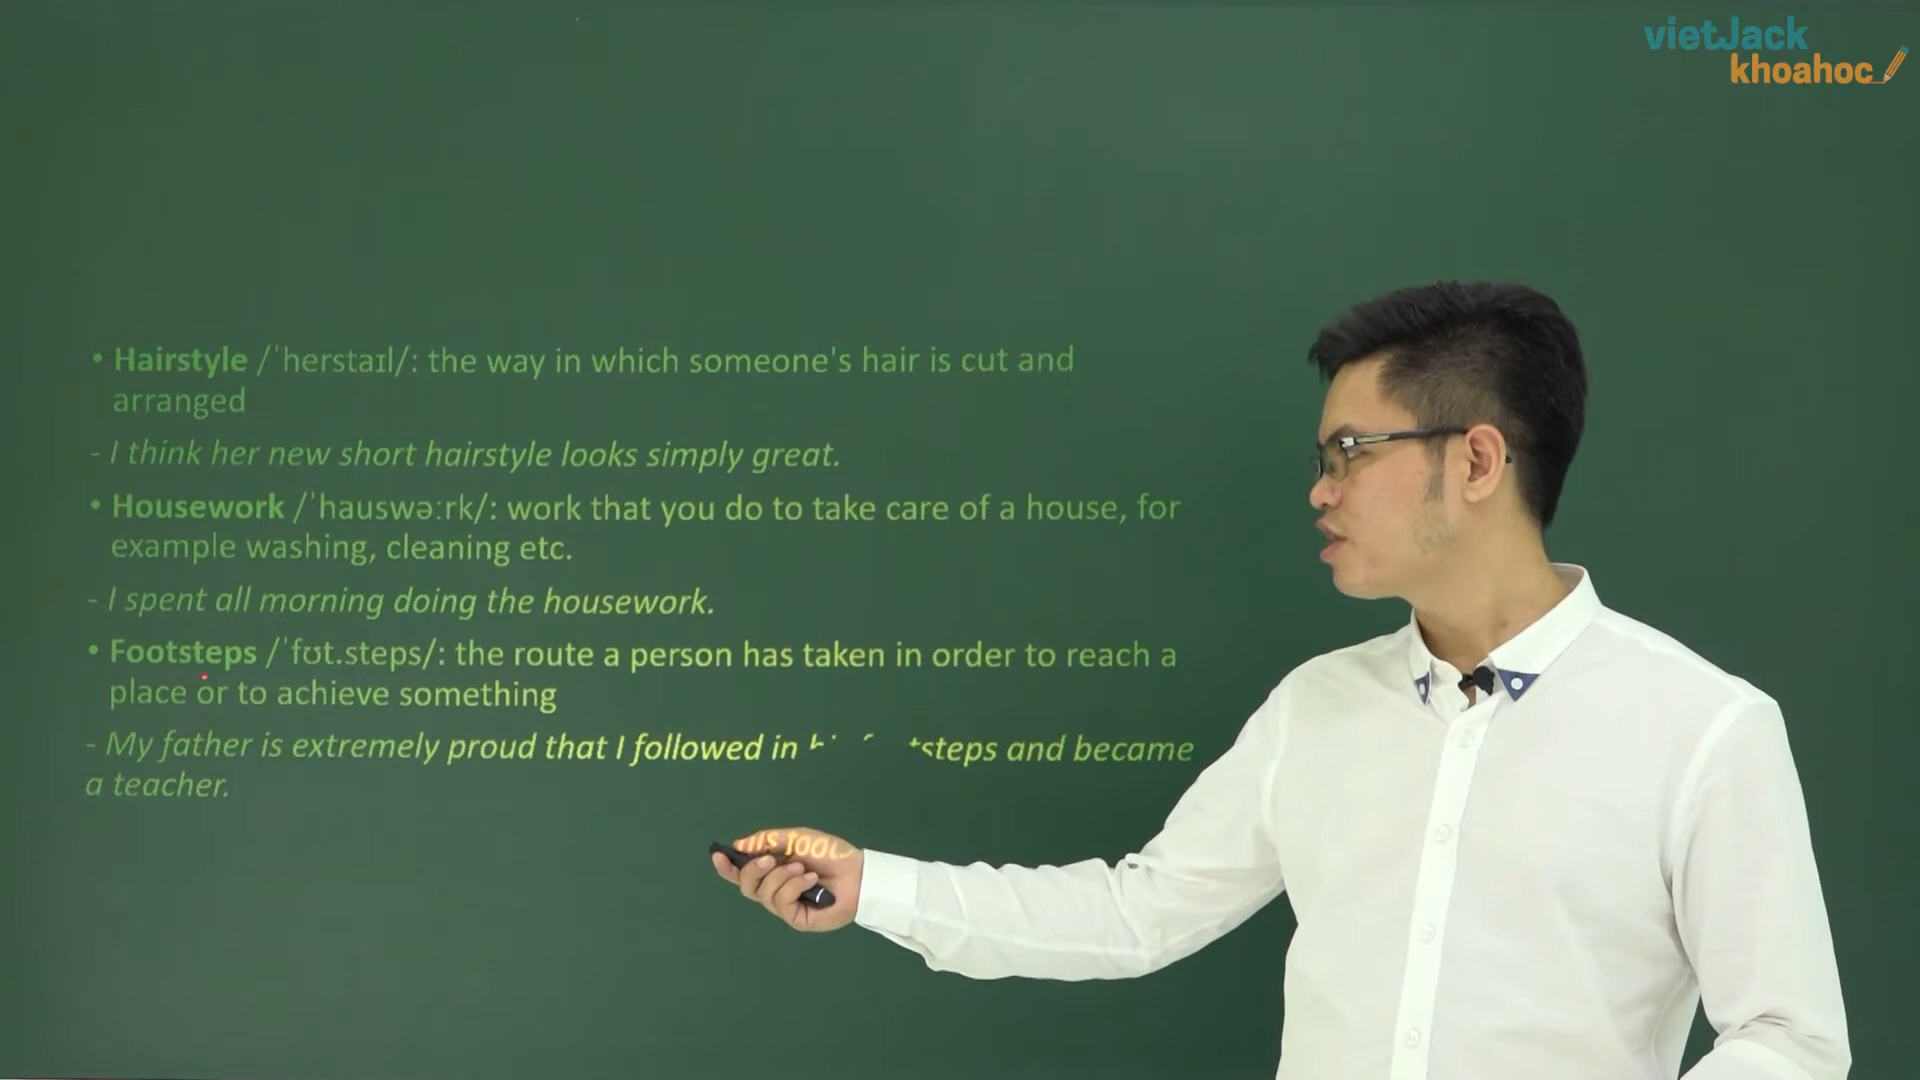 vietJack
khoahoc
• Hairstyle /ˈherstaɪl/: the way in which someone's hair is cut and
arranged
- I think her new short hairstyle looks simply great.
• Housework /ˈhauswəːrk/: work that you do to take care of a house, for
example washing, cleaning etc.
- I spent all morning doing the housework.
• Footsteps /ˈfʊt.steps/: the route a person has taken in order to reach a
place or to achieve something
- My father is extremely proud that I followed in his footsteps and became
a teacher.